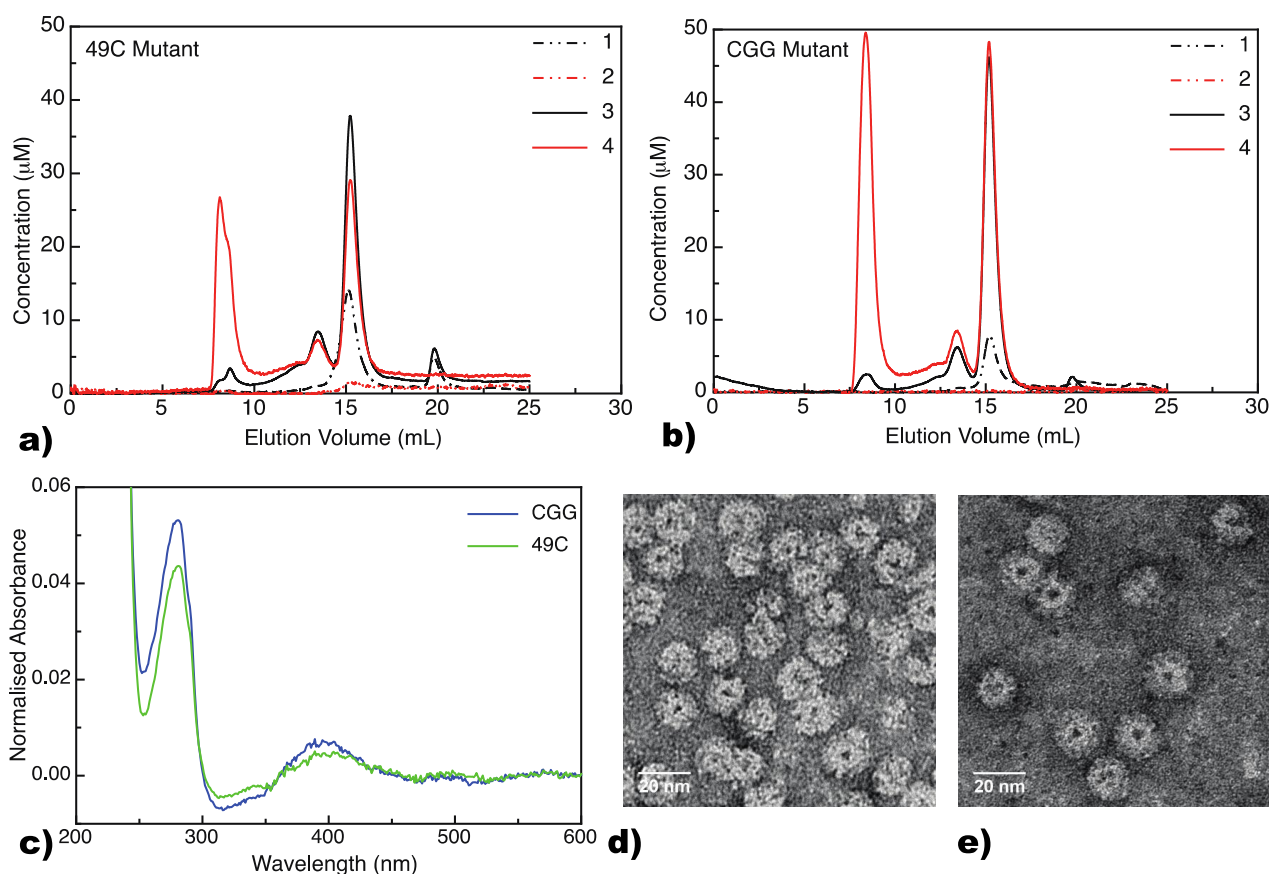 49C Mutant
1
2
3
4
50
40
30
20
10
0
Concentration (μM)
0
5
10
15
20
25
30
Elution Volume (mL)
a)
CGG Mutant
1
2
3
4
50
40
30
20
10
0
Concentration (μM)
0
5
10
15
20
25
30
Elution Volume (mL)
b)
CGG
49C
0.06
0.04
0.02
0.00
Normalised Absorbance
200
300
400
500
600
Wavelength (nm)
c)
20 nm
d)
20 nm
e)